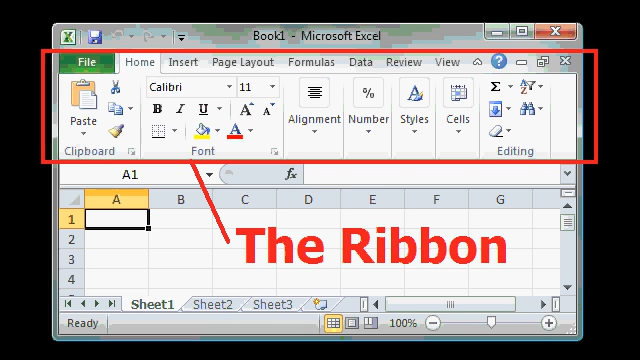 Book1 - Microsoft Excel
File Home Insert Page Layout Formulas Data Review View
Calibri 11 Σ
Paste B I U A A Alignment % Number A Styles Cells
A
Clipboard Font Editing
A1 fx
A B C D E F G
1
2
3
4
The Ribbon
Sheet1 Sheet2 Sheet3
Ready 100%